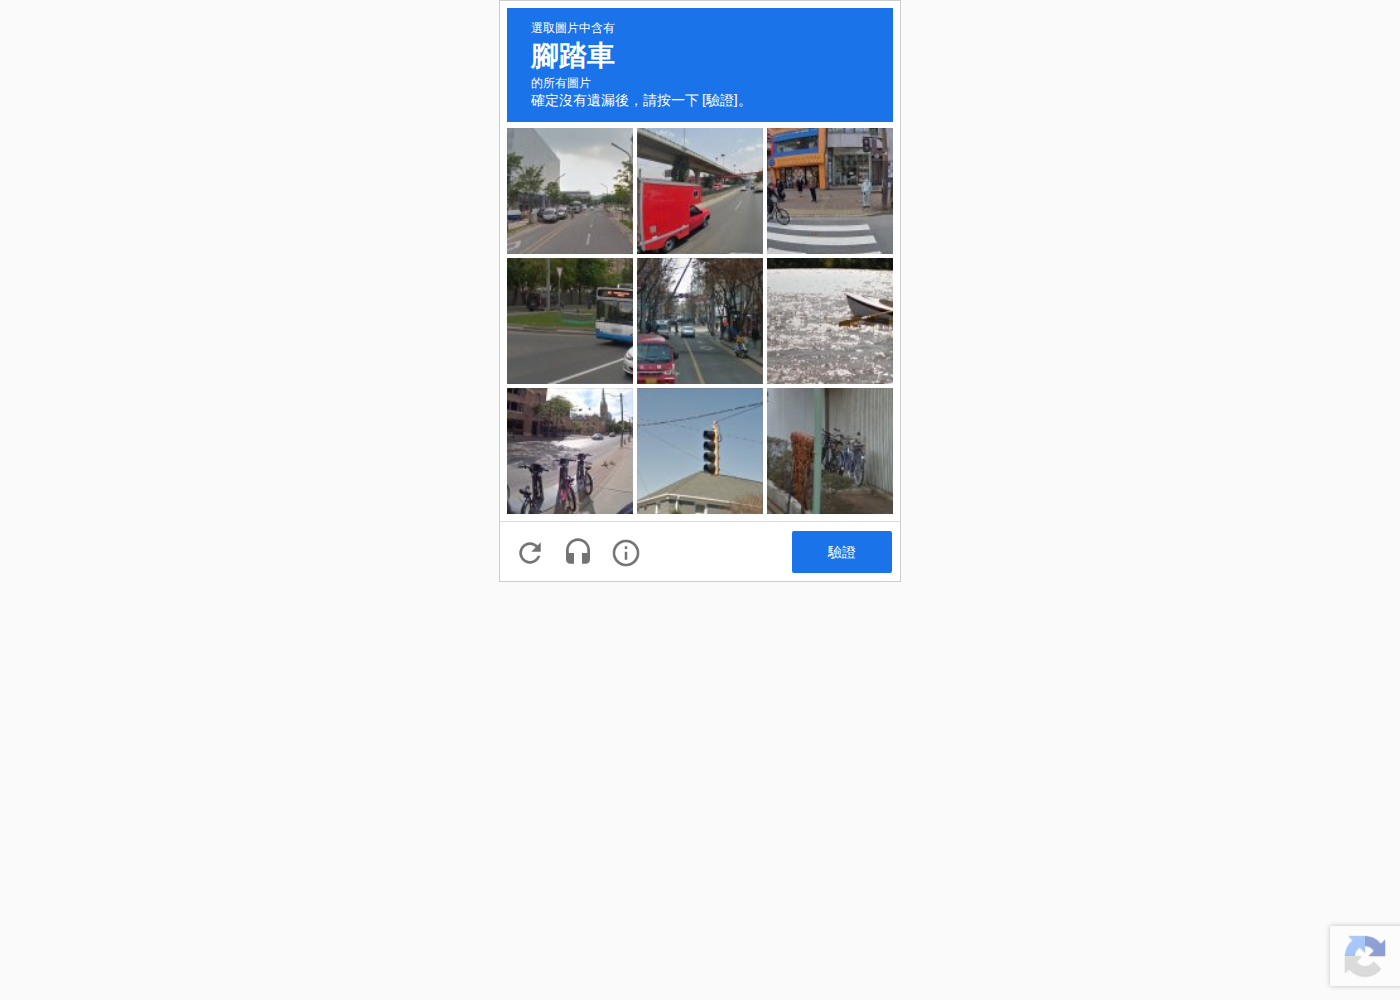 選取圖片中含有
腳踏車
的所有圖片
確定沒有遺漏後，請按一下 [驗證]。
驗證